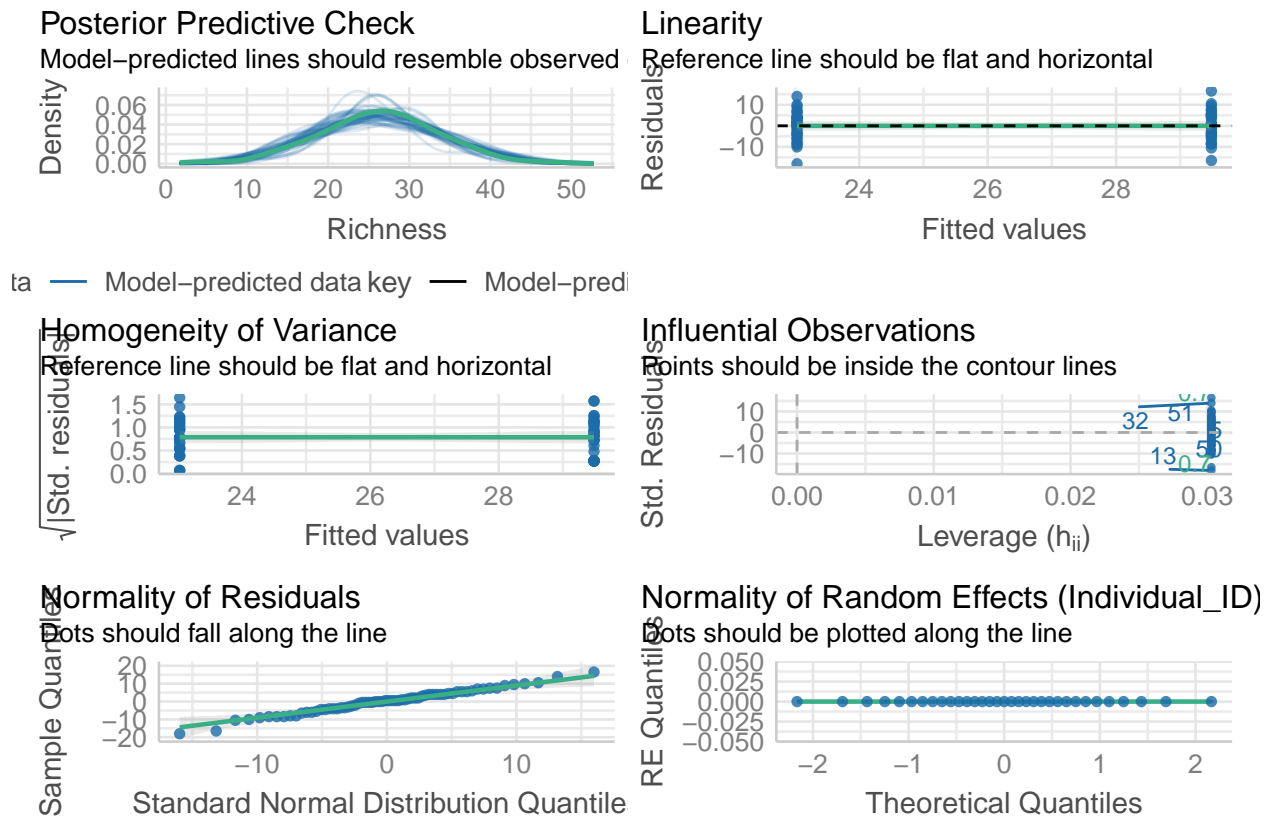 Posterior Predictive Check
Model−predicted lines should resemble observed
Density
0.06
0.04
0.02
0.00
0 10 20 30 40 50
Richness
ta Model−predicted data key Model−predi
Linearity
Reference line should be flat and horizontal
Residuals
10
0
−10
24 26 28
Fitted values
Homogeneity of Variance
Reference line should be flat and horizontal
√|Std. residuals|
1.5
1.0
0.5
0.0
24 26 28
Fitted values
Influential Observations
Points should be inside the contour lines
Std. Residuals
10
0
−10
32 51
13 50
0.7
0.00 0.01 0.02 0.03
Leverage (hii)
Normality of Residuals
Dots should fall along the line
Sample Quantiles
20
10
0
−10
−20
−10 0 10
Standard Normal Distribution Quantile
Normality of Random Effects (Individual_ID)
Dots should be plotted along the line
RE Quantiles
0.050
0.025
0.000
−0.025
−0.050
−2 −1 0 1 2
Theoretical Quantiles